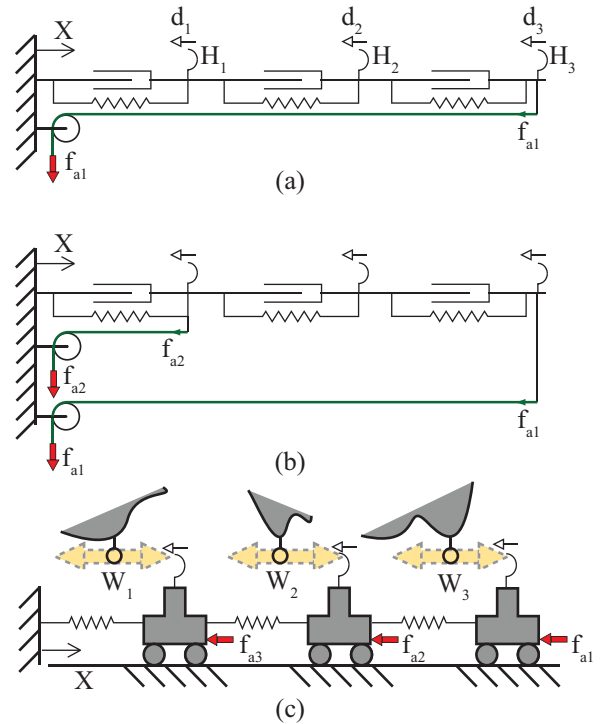 d₁ d₂ d₃
X H₁ H₂ H₃
fₐ₁ fₐ₁
(a)
X
fₐ₂ fₐ₂
fₐ₁ fₐ₁
(b)
W₁ W₂ W₃
fₐ₃ fₐ₂ fₐ₁
X
(c)